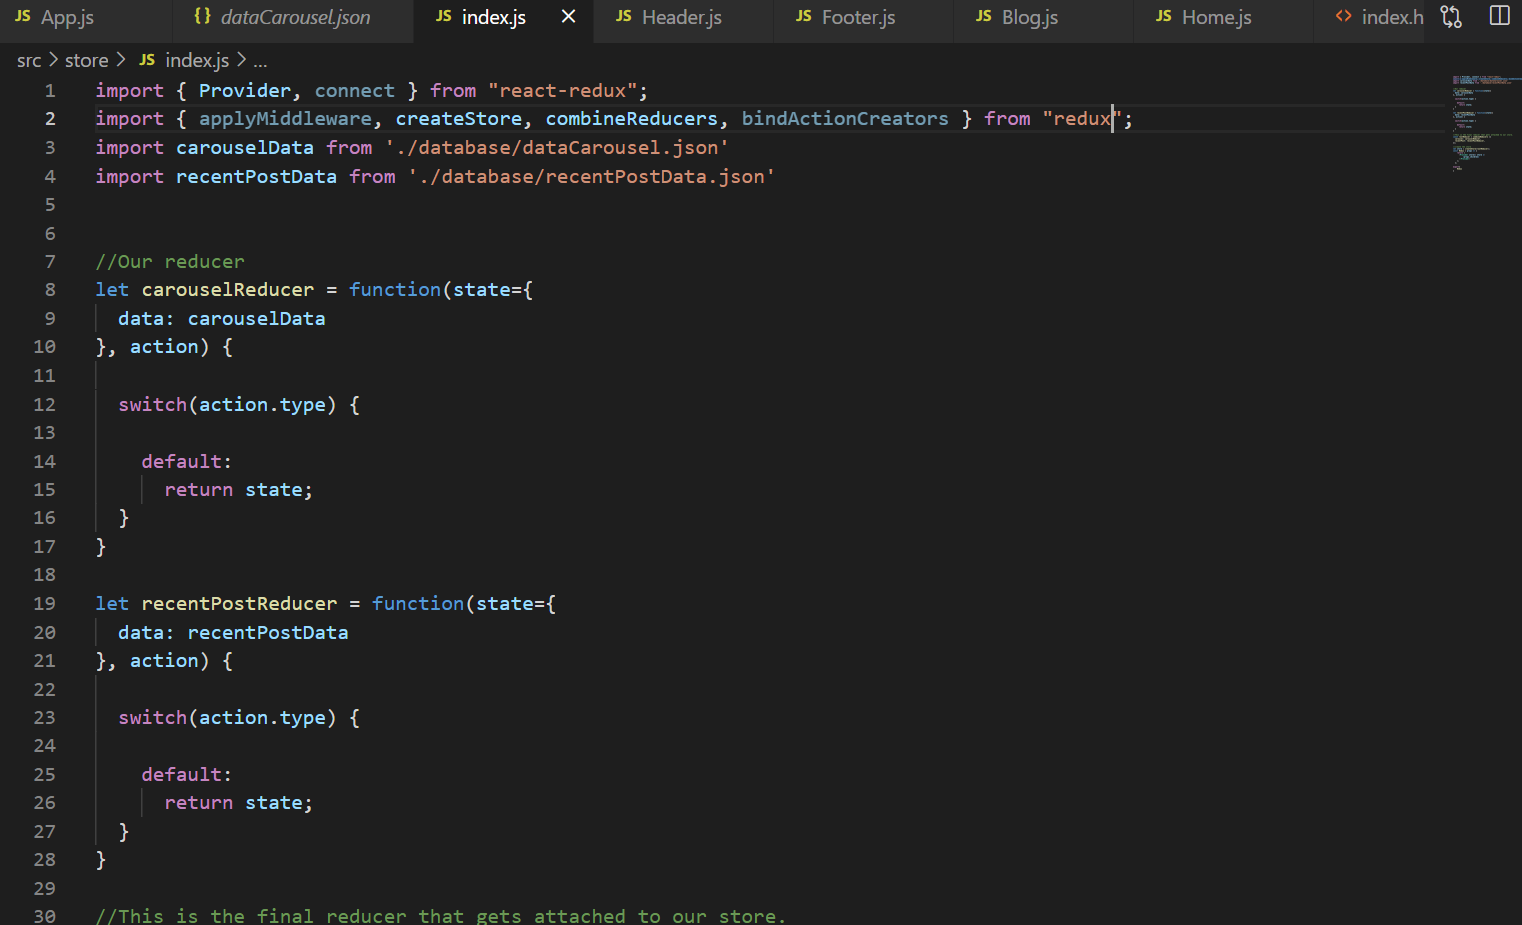 JS App.js {} dataCarousel.json JS index.js × JS Header.js JS Footer.js JS Blog.js JS Home.js <> index.h
src > store > JS index.js > ...
1 import { Provider, connect } from "react-redux";
2 import { applyMiddleware, createStore, combineReducers, bindActionCreators } from "redux";
3 import carouselData from './database/dataCarousel.json'
4 import recentPostData from './database/recentPostData.json'
5
6
7 //Our reducer
8 let carouselReducer = function(state={
9 data: carouselData
10 }, action) {
11
12 switch(action.type) {
13
14 default:
15 return state;
16 }
17 }
18
19 let recentPostReducer = function(state={
20 data: recentPostData
21 }, action) {
22
23 switch(action.type) {
24
25 default:
26 return state;
27 }
28 }
29
30 //This is the final reducer that gets attached to our store.